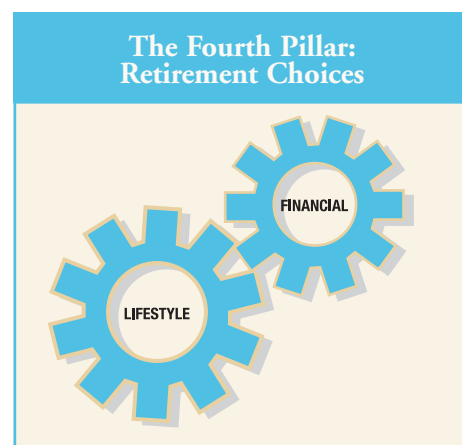 The Fourth Pillar:
Retirement Choices
FINANCIAL
LIFESTYLE